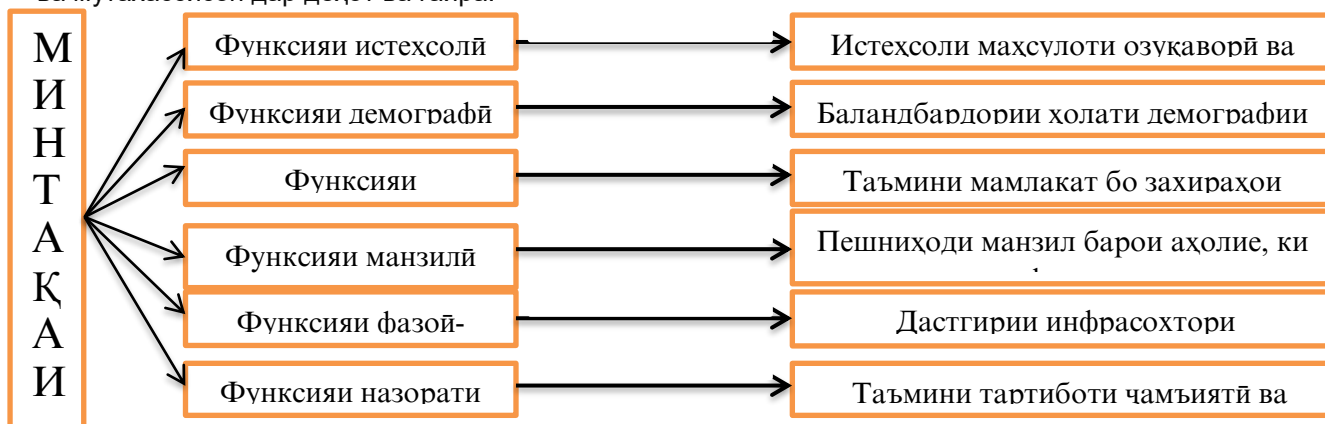 МИНТАҚАИ
Функсияи истеҳсолӣ
Истеҳсоли маҳсулоти озуқаворӣ ва
Функсияи демографӣ
Баландбардории ҳолати демографии
Функсияи
Таъмини мамлакат бо захираҳои
Функсияи манзилӣ
Пешниҳоди манзил барои аҳолие, ки
Функсияи фазоӣ-
Дастгирии инфрасохтори
Функсияи назорати
Таъмини тартиботи ҷамъиятӣ ва